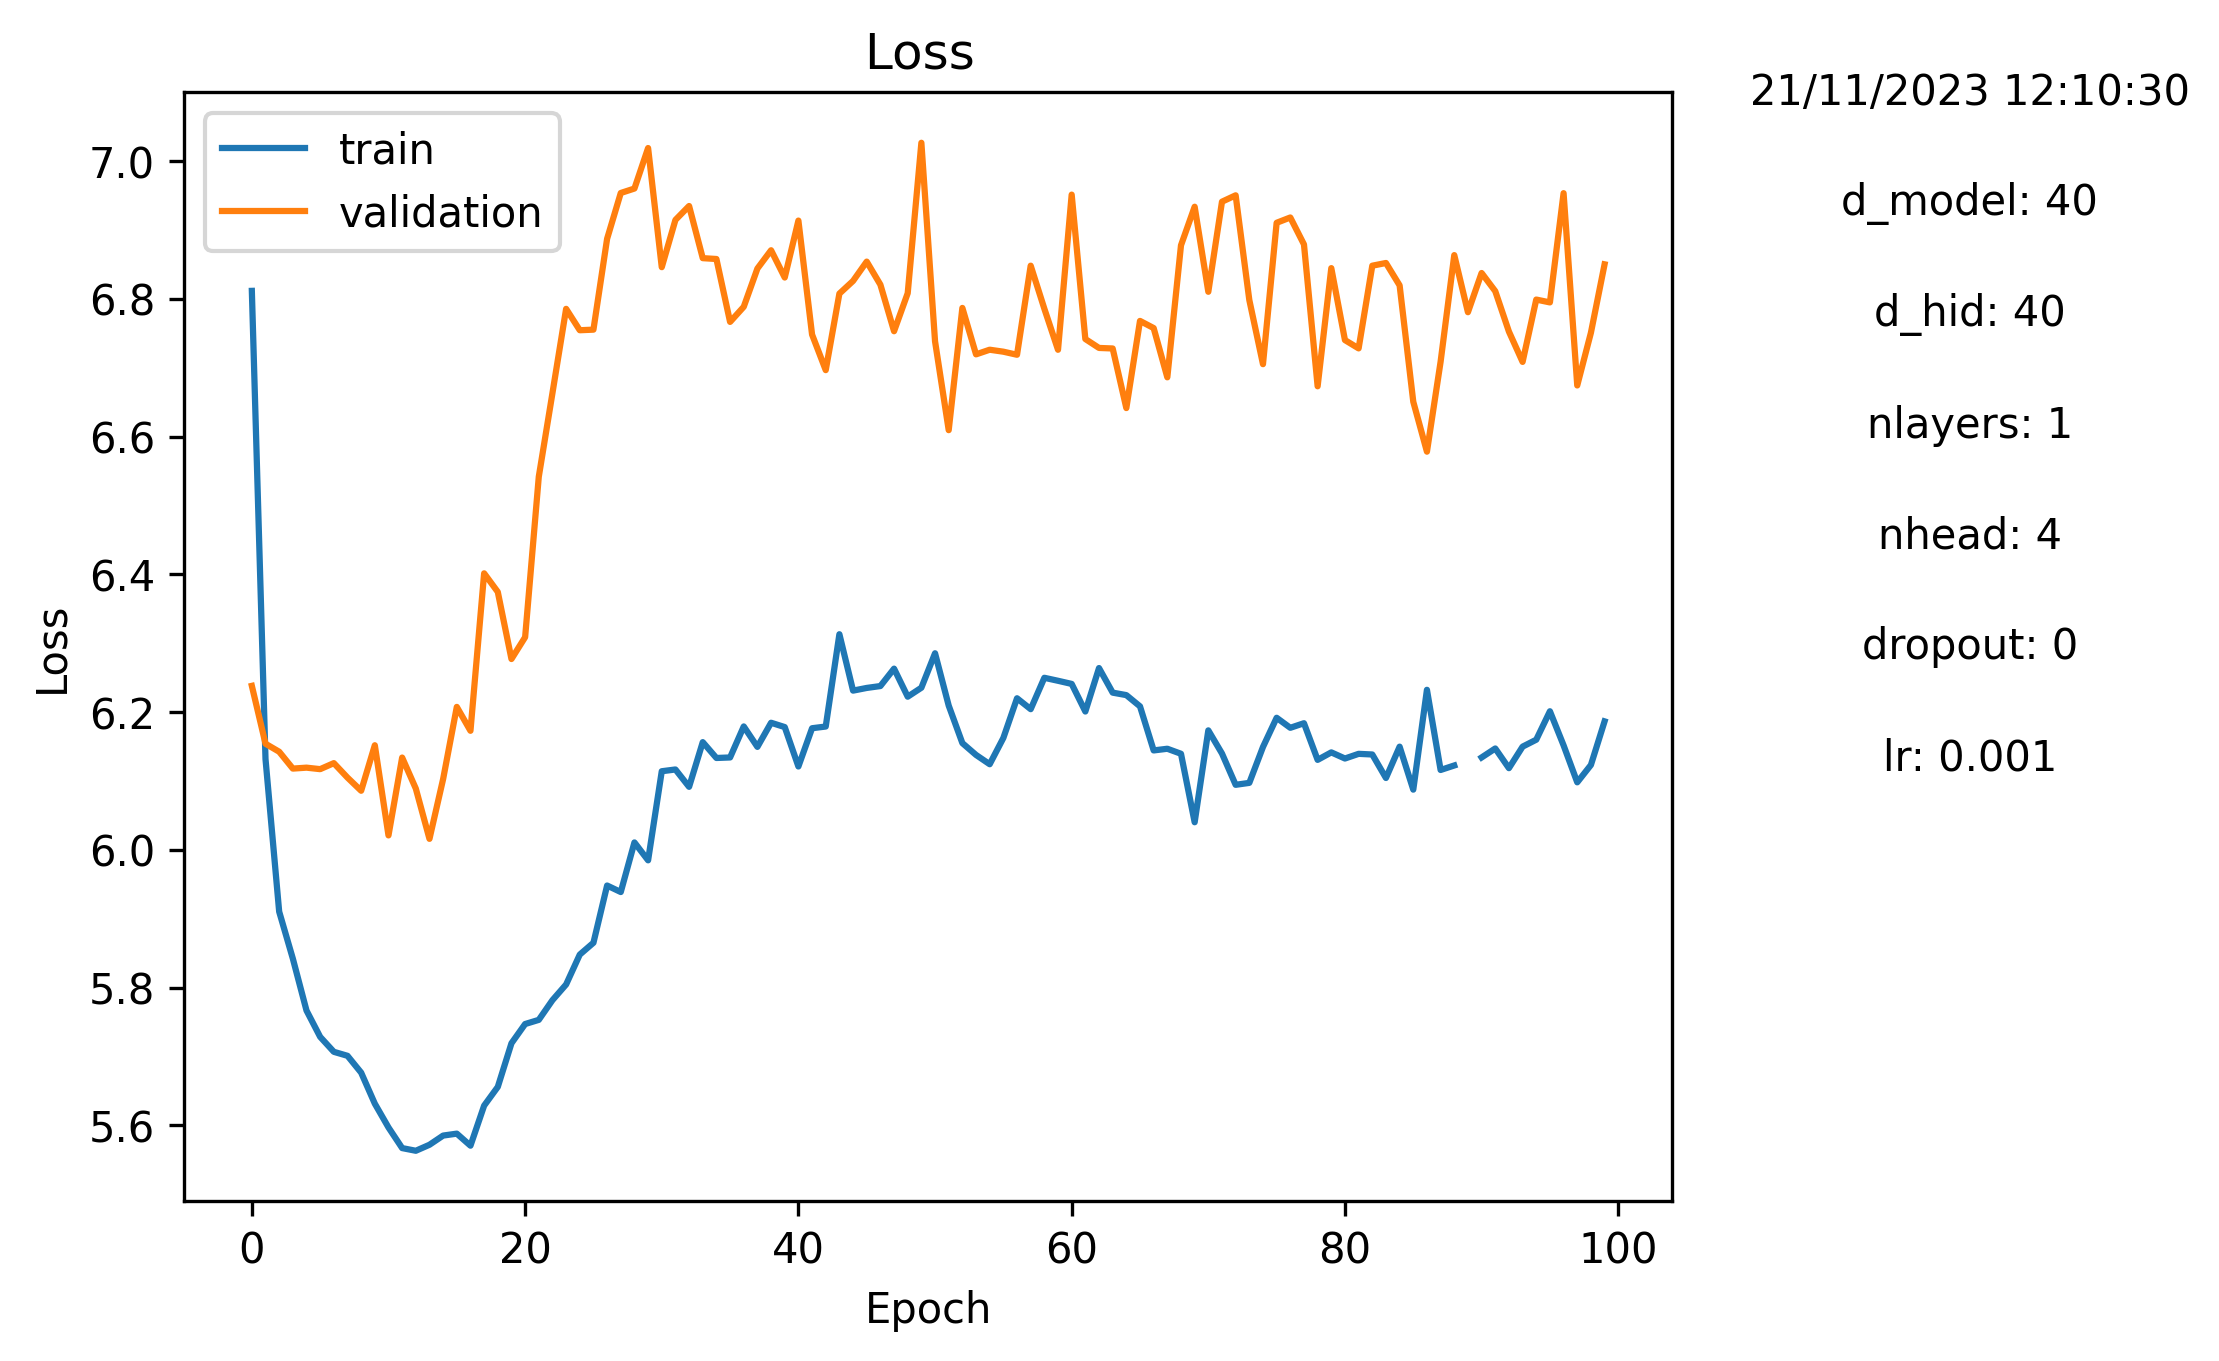 Loss
21/11/2023 12:10:30
train
validation
d_model: 40
d_hid: 40
nlayers: 1
nhead: 4
dropout: 0
lr: 0.001
Loss
7.0
6.8
6.6
6.4
6.2
6.0
5.8
5.6
0 20 40 60 80 100
Epoch